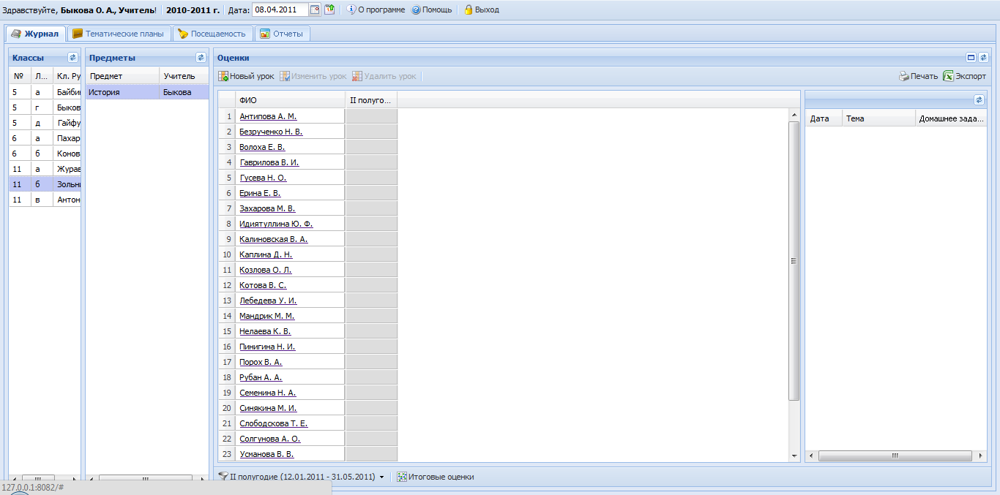 Здравствуйте, Быкова О. А., Учитель! 2010-2011 г. Дата: 08.04.2011 О программе Помощь Выход
Журнал Тематические планы Посещаемость Отчеты
Классы
№ Л... Кл. Ру
5 а Байби
5 г Быков
5 д Гайфу
6 а Пахар
6 б Конов
11 а Журав
11 б Зольн
11 в Антон
Предметы
Предмет Учитель
История Быкова
Оценки
Новый урок Изменить урок Удалить урок Печать Экспорт
ФИО II полуго...
1 Антипова А. М.
2 Безрученко Н. В.
3 Волоха Е. В.
4 Гаврилова В. И.
5 Гусева Н. О.
6 Ерина Е. В.
7 Захарова М. В.
8 Идиятуллина Ю. Ф.
9 Калиновская В. А.
10 Каплина Д. Н.
11 Козлова О. Л.
12 Котова В. С.
13 Лебедева У. И.
14 Мандрик М. М.
15 Нелаева К. В.
16 Пинигина Н. И.
17 Порох В. А.
18 Рубан А. А.
19 Семенина Н. А.
20 Синякина М. И.
21 Слободскова Т. Е.
22 Солгунова А. О.
23 Усманова В. В.
Дата Тема Домашнее зада...
II полугодие (12.01.2011 - 31.05.2011) Итоговые оценки
127.0.0.1:8082/#